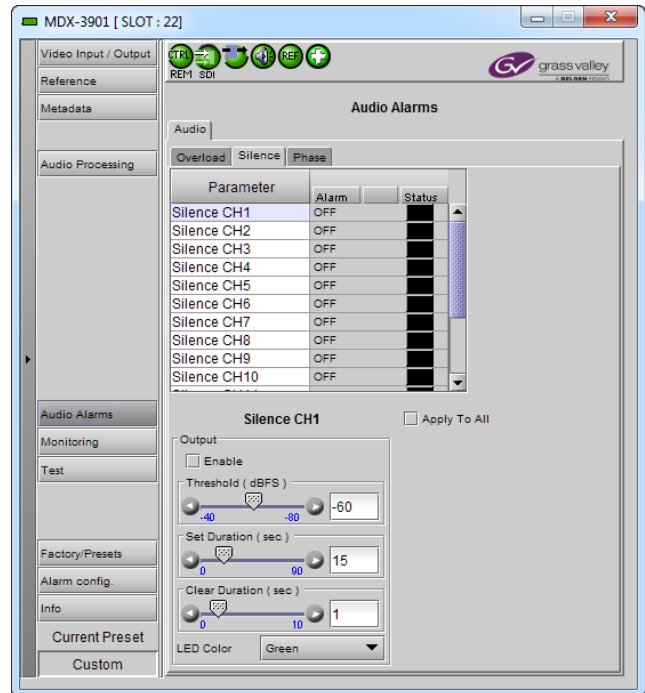 MDX-3901 [ SLOT : 22]
Video Input / Output
Reference
Metadata
Audio Processing
Audio Alarms
Monitoring
Test
Factory/Presets
Alarm config.
Info
Current Preset
Custom
CTRL
REF
REM SDI
grass valley
A BELDEN BRAND
Audio Alarms
Audio
Overload Silence Phase
Parameter Alarm Status
Silence CH1 OFF
Silence CH2 OFF
Silence CH3 OFF
Silence CH4 OFF
Silence CH5 OFF
Silence CH6 OFF
Silence CH7 OFF
Silence CH8 OFF
Silence CH9 OFF
Silence CH10 OFF
Silence CH1
Apply To All
Output
Enable
Threshold ( dBFS )
-40 -80 -60
Set Duration ( sec )
0 90 15
Clear Duration ( sec )
0 10 1
LED Color Green